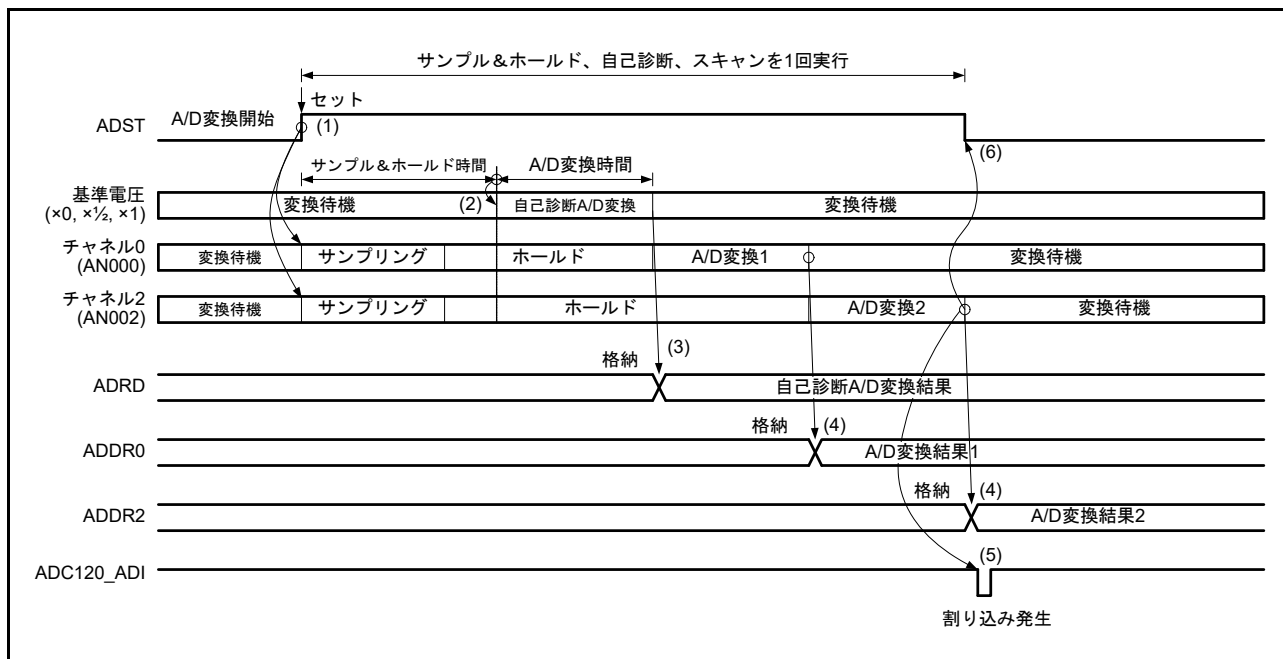 サンプル＆ホールド、自己診断、スキャンを1回実行
セット
ADST
A/D変換開始
(1)
(6)
サンプル＆ホールド時間
A/D変換時間
基準電圧
(×0, ×½, ×1)
変換待機
(2)
自己診断A/D変換
変換待機
チャネル0
(AN000)
変換待機
サンプリング
ホールド
A/D変換1
変換待機
チャネル2
(AN002)
変換待機
サンプリング
ホールド
A/D変換2
変換待機
格納
(3)
ADRD
自己診断A/D変換結果
格納
(4)
ADDR0
A/D変換結果1
格納
(4)
ADDR2
A/D変換結果2
ADC120_ADI
(5)
割り込み発生